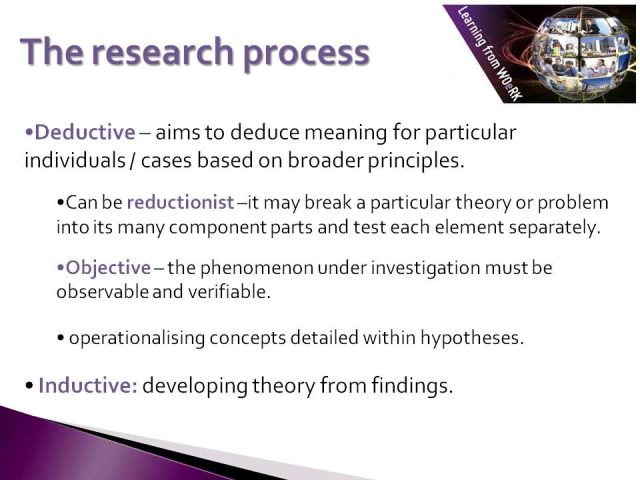 The research process
Learning from WOeRK
•Deductive – aims to deduce meaning for particular
individuals / cases based on broader principles.
•Can be reductionist –it may break a particular theory or problem
into its many component parts and test each element separately.
•Objective – the phenomenon under investigation must be
observable and verifiable.
• operationalising concepts detailed within hypotheses.
• Inductive: developing theory from findings.